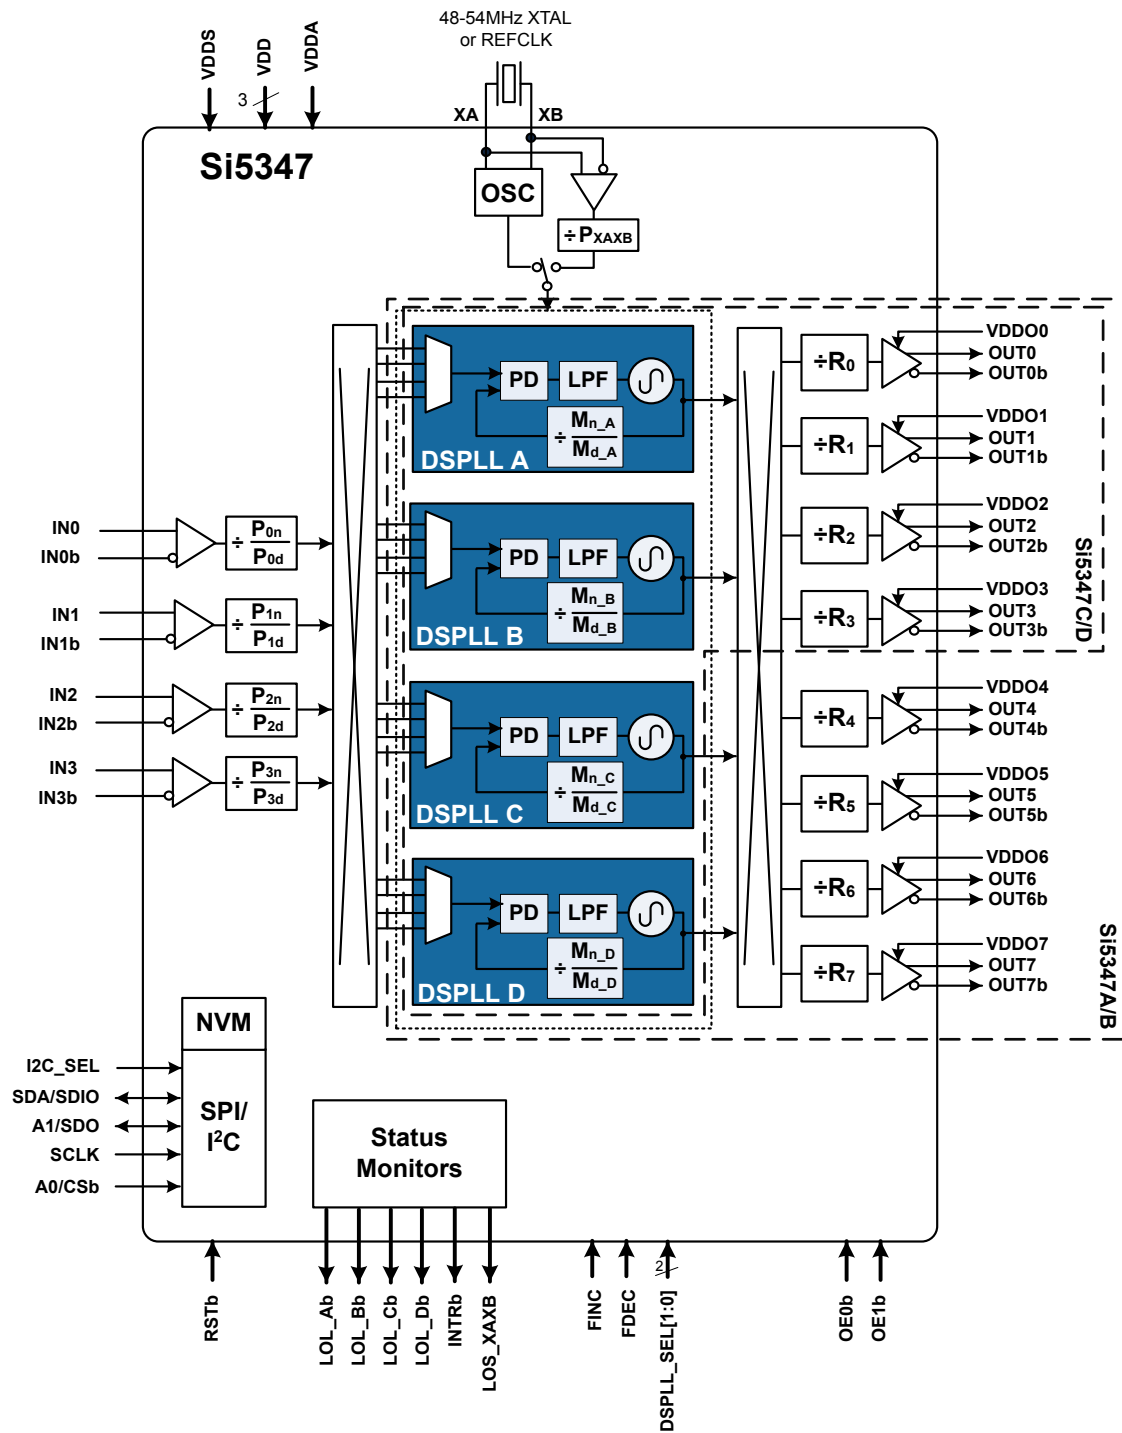 48-54MHz XTAL
or REFCLK
VDDS
VDD
VDDA
3
XA
XB
Si5347
OSC
÷ PXAXB
DSPLL A
PD
LPF
÷ Mn_A
Md_A
DSPLL B
PD
LPF
÷ Mn_B
Md_B
DSPLL C
PD
LPF
÷ Mn_C
Md_C
DSPLL D
PD
LPF
÷ Mn_D
Md_D
IN0
IN0b
÷ P0n
P0d
IN1
IN1b
÷ P1n
P1d
IN2
IN2b
÷ P2n
P2d
IN3
IN3b
÷ P3n
P3d
÷R0
VDDO0
OUT0
OUT0b
÷R1
VDDO1
OUT1
OUT1b
÷R2
VDDO2
OUT2
OUT2b
÷R3
VDDO3
OUT3
OUT3b
Si5347C/D
÷R4
VDDO4
OUT4
OUT4b
÷R5
VDDO5
OUT5
OUT5b
÷R6
VDDO6
OUT6
OUT6b
÷R7
VDDO7
OUT7
OUT7b
Si5347A/B
NVM
SPI/
I²C
I2C_SEL
SDA/SDIO
A1/SDO
SCLK
A0/CSb
Status
Monitors
RSTb
LOL_Ab
LOL_Bb
LOL_Cb
LOL_Db
INTRb
LOS_XAXB
FINC
FDEC
2
DSPLL_SEL[1:0]
OE0b
OE1b